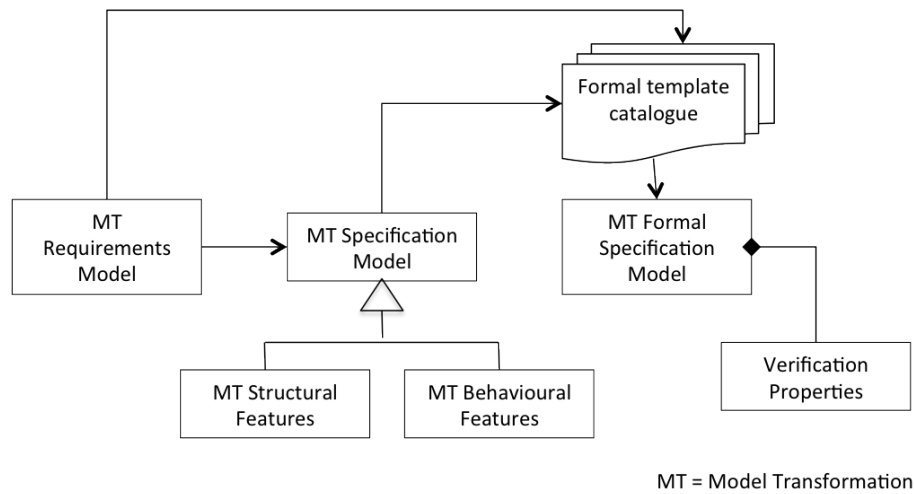 Formal template
catalogue
MT
Requirements
Model
MT Specification
Model
MT Formal
Specification
Model
MT Structural
Features
MT Behavioural
Features
Verification
Properties
MT = Model Transformation